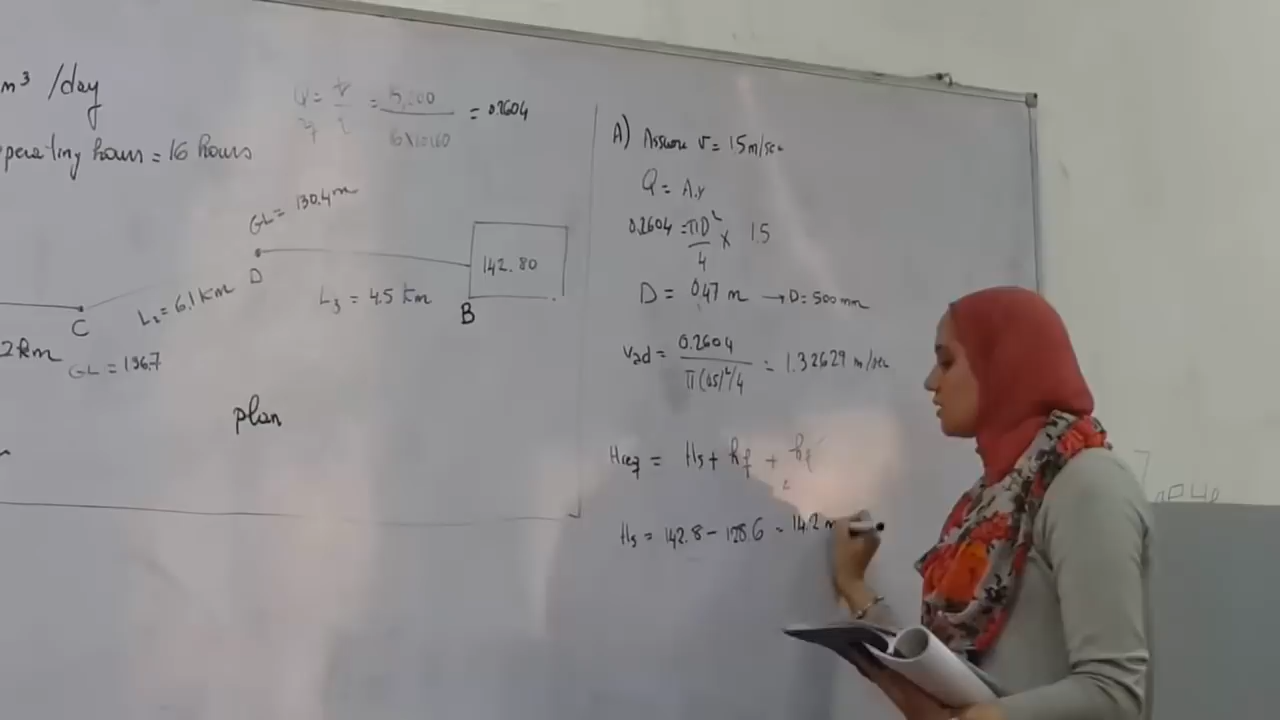 m³ /day
perating hours = 16 hours
= 15,000 / = 0.2604
GL = 130.4 m
D
142.80
B
L₂ = 6.1 km
L₃ = 4.5 km
C
2 km
GL = 136.7
plan
A) Assume v = 1.5 m/sec
Q = A.v
0.2604 = πD²/4 × 1.5
D = 0.47 m → D = 500 mm
Vad = 0.2604 / π(0.5)²/4 = 1.32629 m/sec
Hreq = Hs + hf + hf
Hs = 142.8 - 128.6 = 14.2 m